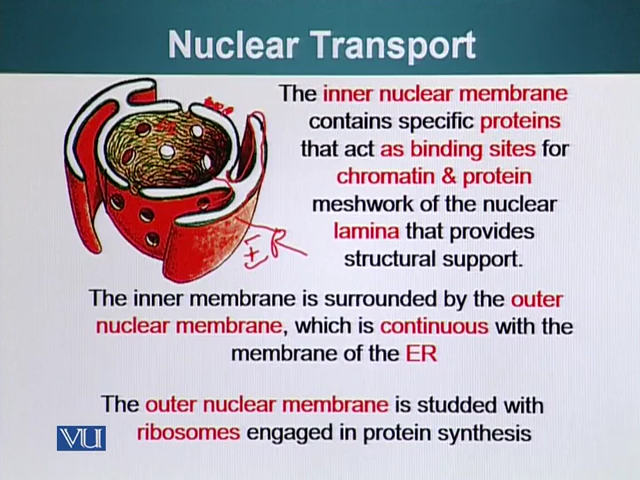 Nuclear Transport
The inner nuclear membrane
contains specific proteins
that act as binding sites for
chromatin & protein
meshwork of the nuclear
lamina that provides
structural support.
ER
The inner membrane is surrounded by the outer
nuclear membrane, which is continuous with the
membrane of the ER
The outer nuclear membrane is studded with
ribosomes engaged in protein synthesis
VU